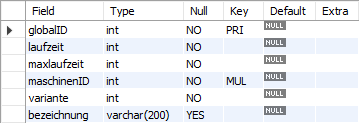 Field Type Null Key Default Extra
globalID int NO PRI NULL
laufzeit int NO NULL
maxlaufzeit int NO NULL
maschinenID int NO MUL NULL
variante int NO NULL
bezeichnung varchar(200) YES NULL